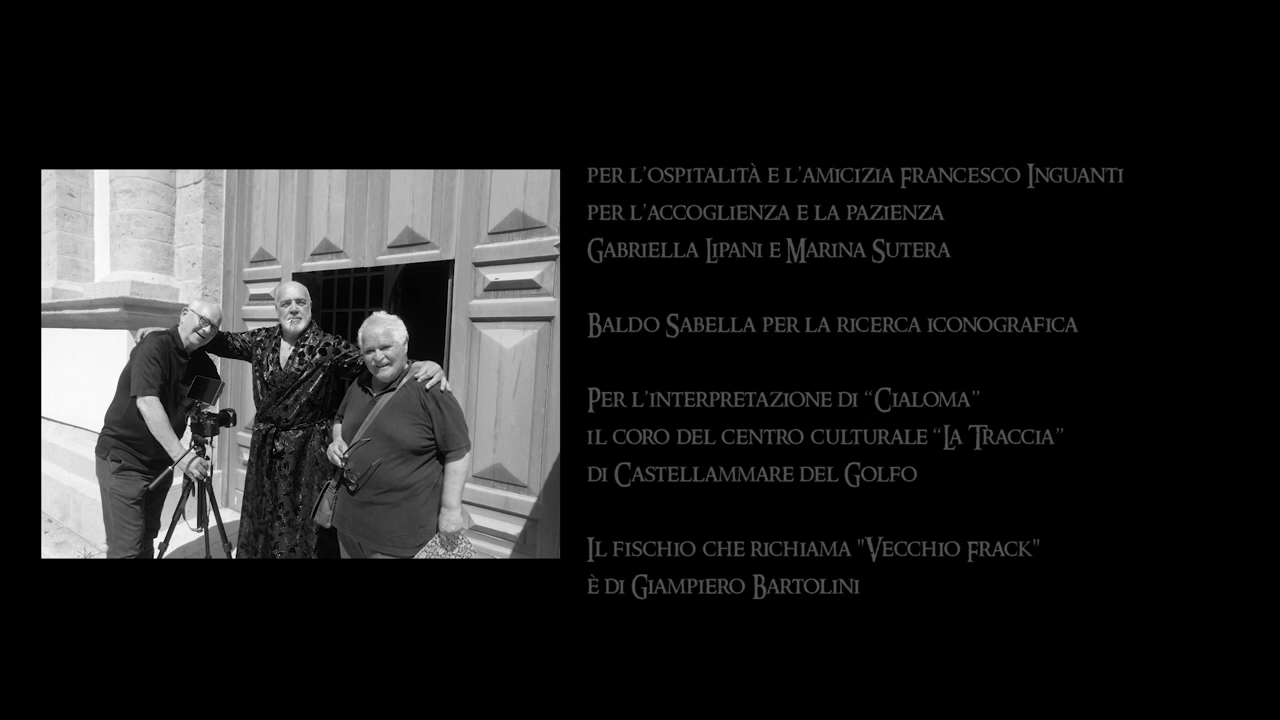 PER L'OSPITALITÀ E L'AMICIZIA FRANCESCO INGUANTI
PER L'ACCOGLIENZA E LA PAZIENZA
GABRIELLA LIPANI E MARINA SUTERA
BALDO SABELLA PER LA RICERCA ICONOGRAFICA
PER L'INTERPRETAZIONE DI “CIALOMA”
IL CORO DEL CENTRO CULTURALE “LA TRACCIA”
DI CASTELLAMMARE DEL GOLFO
IL FISCHIO CHE RICHIAMA "VECCHIO FRACK"
È DI GIAMPIERO BARTOLINI